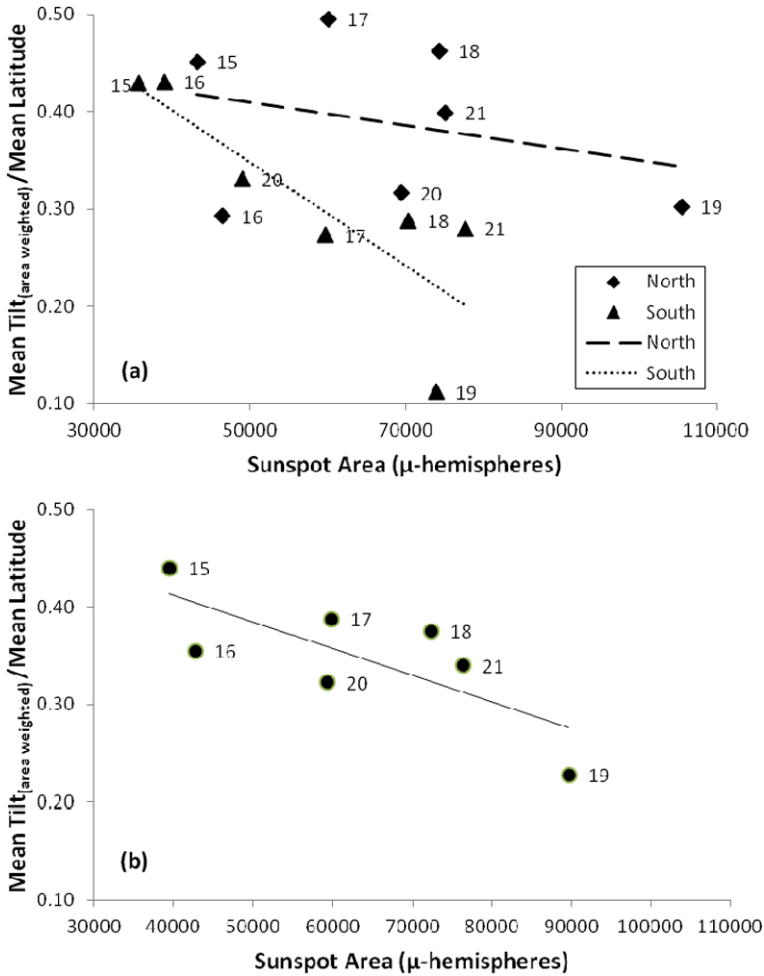 Mean Tilt(area weighted)/Mean Latitude
0.50
0.40
0.30
0.20
0.10
17
18
15
15
16
21
20
20
19
16
18
21
17
19
North
South
North
South
(a)
30000 50000 70000 90000 110000
Sunspot Area (μ-hemispheres)
Mean Tilt(area weighted)/Mean Latitude
0.50
0.40
0.30
0.20
0.10
15
17
18
16
21
20
19
(b)
30000 40000 50000 60000 70000 80000 90000 100000 110000
Sunspot Area (μ-hemispheres)